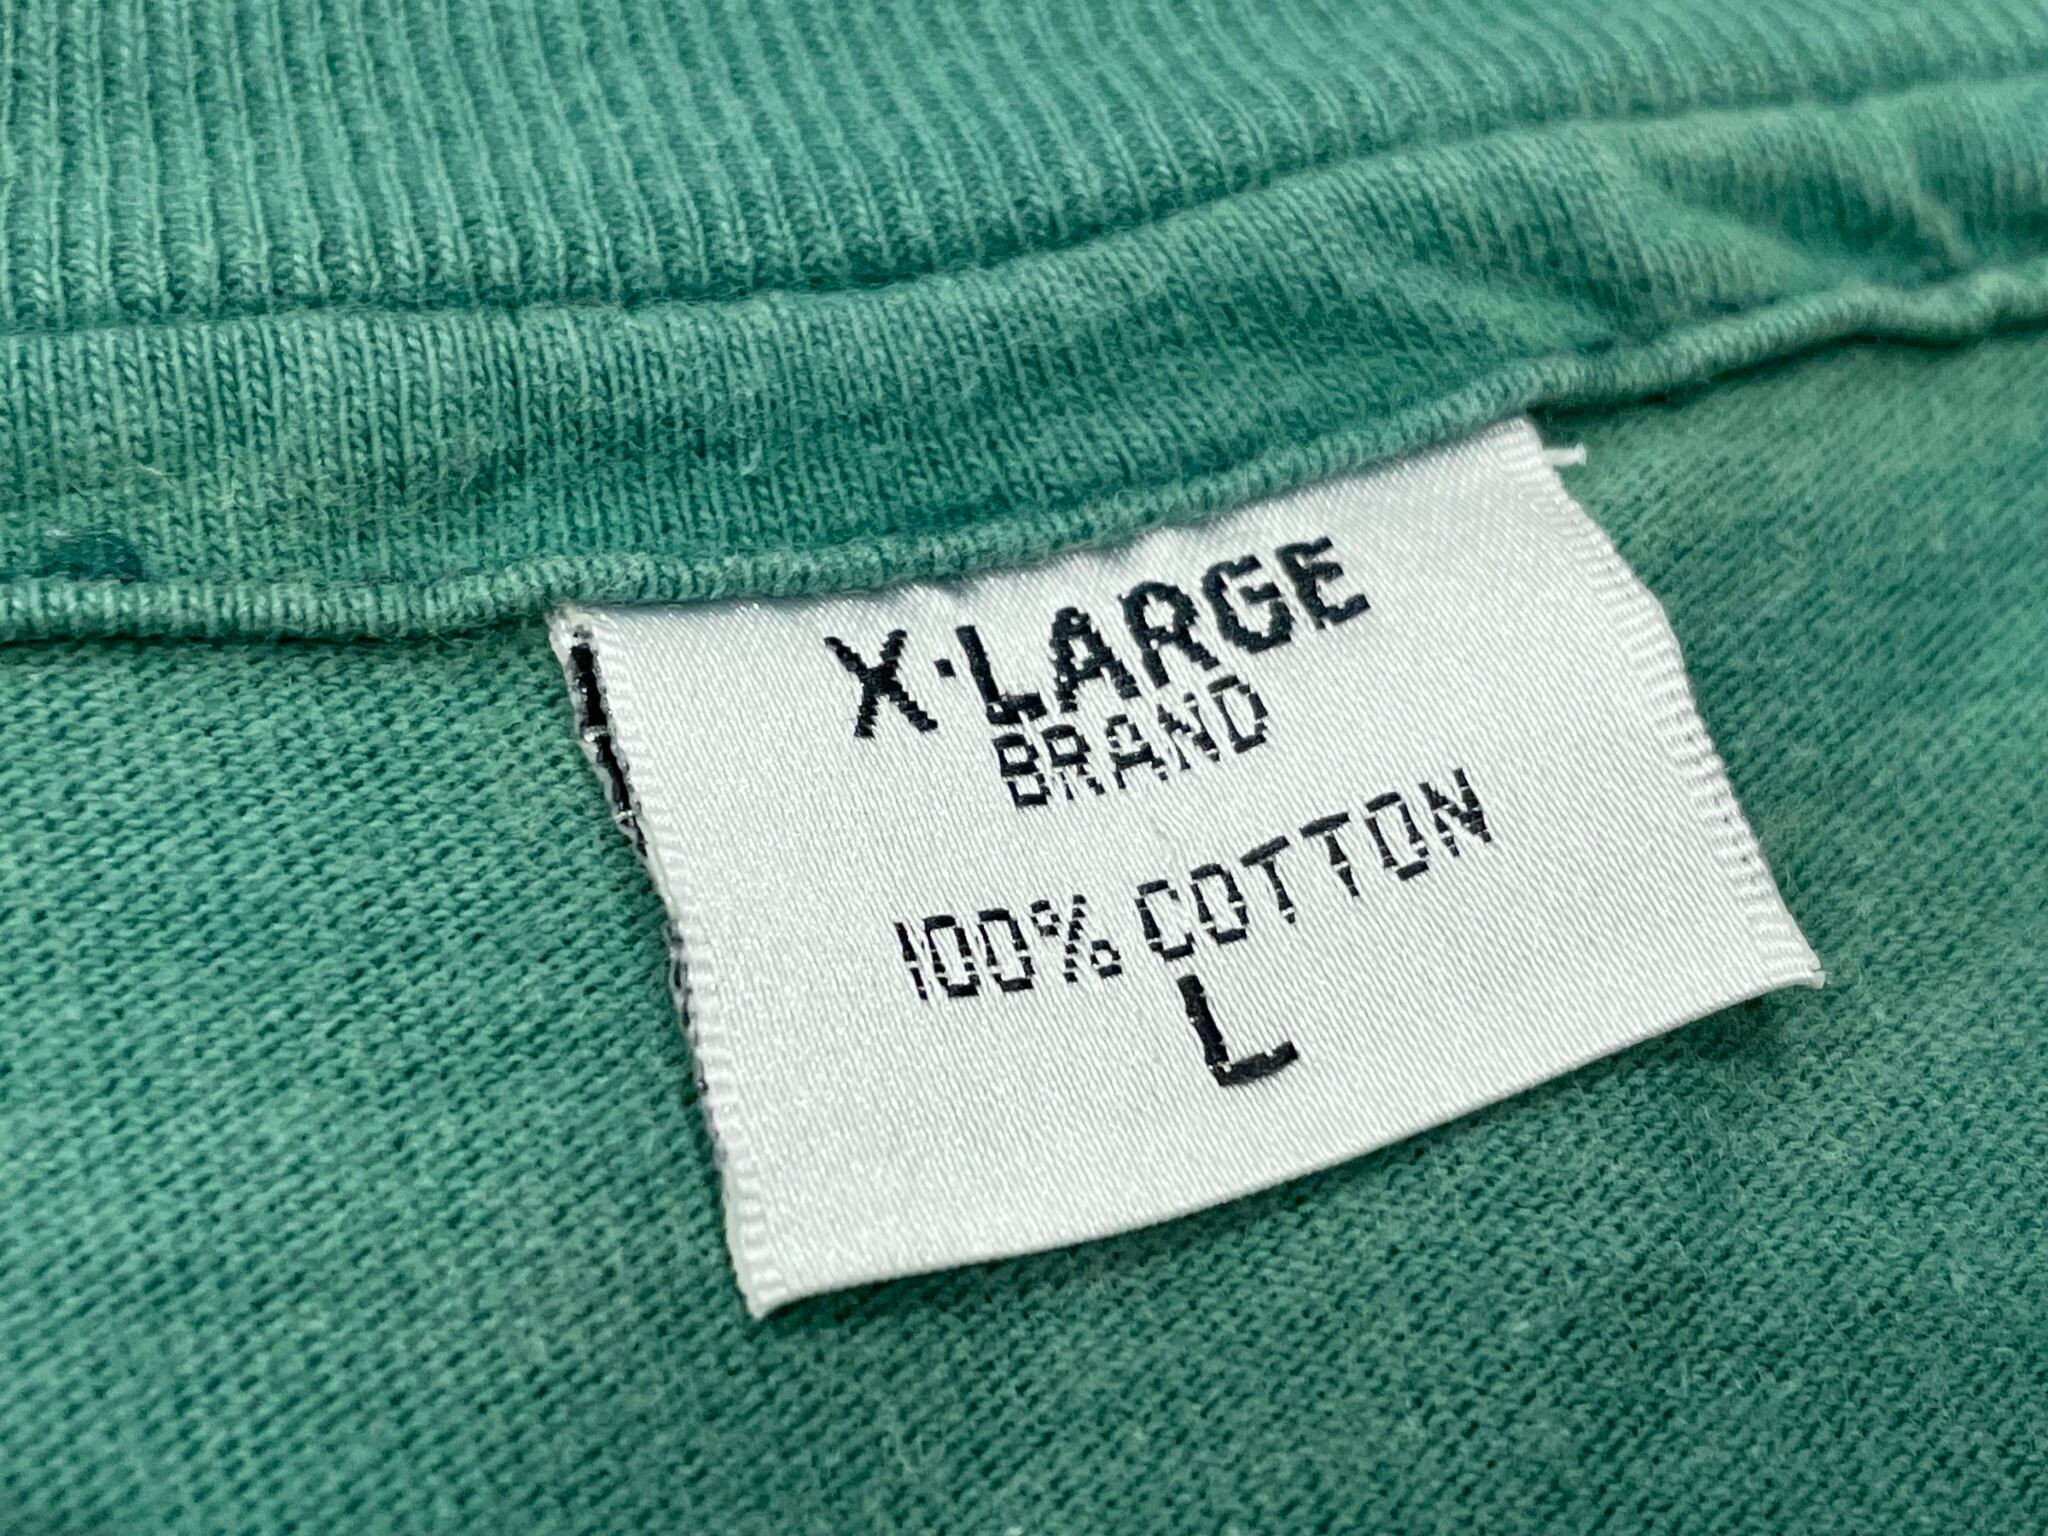 X-LARGE
BRAND
100% COTTON
L